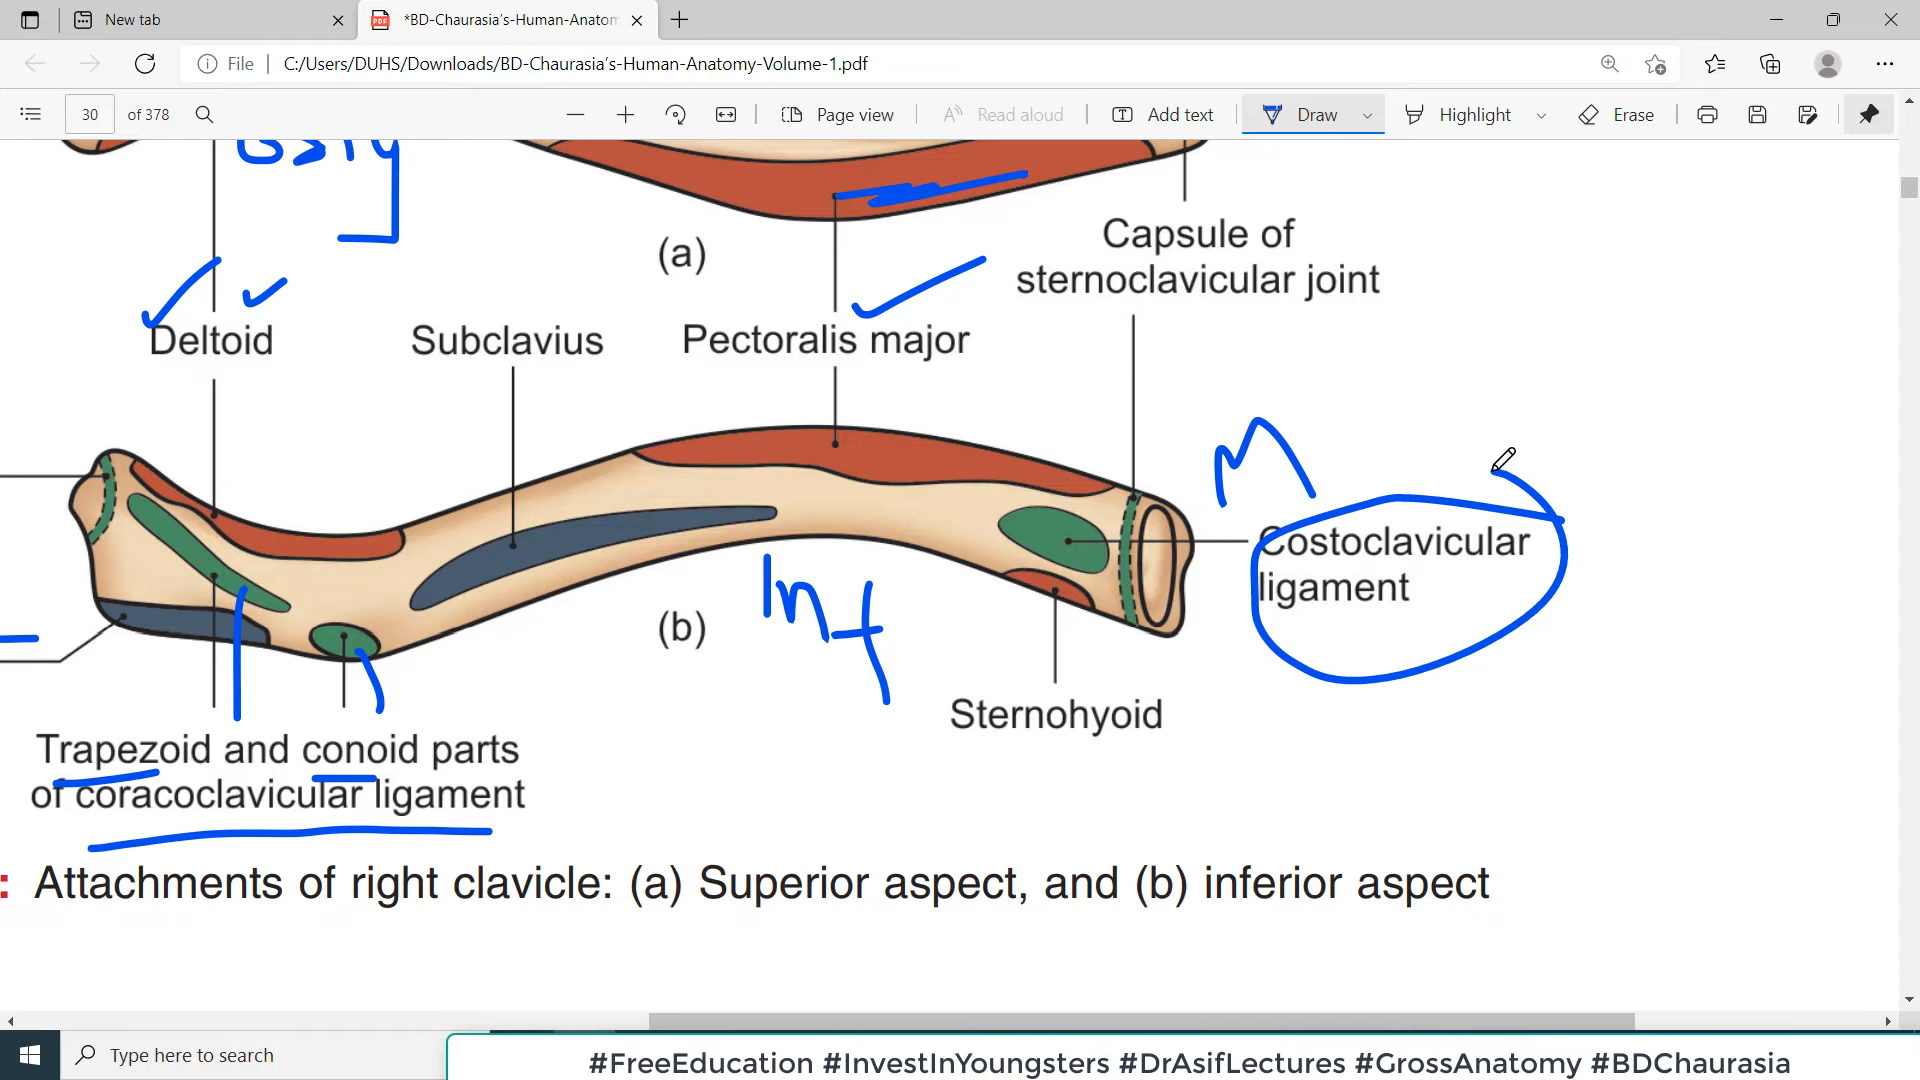 New tab
*BD-Chaurasia's-Human-Anatom
File
C:/Users/DUHS/Downloads/BD-Chaurasia's-Human-Anatomy-Volume-1.pdf
30
of 378
Page view
Read aloud
Add text
Draw
Highlight
Erase
(a)
Capsule of
sternoclavicular joint
Deltoid
Subclavius
Pectoralis major
M
Costoclavicular
ligament
(b)
Inf
Sternohyoid
Trapezoid and conoid parts
of coracoclavicular ligament
: Attachments of right clavicle: (a) Superior aspect, and (b) inferior aspect
Type here to search
#FreeEducation #InvestInYoungsters #DrAsifLectures #GrossAnatomy #BDChaurasia